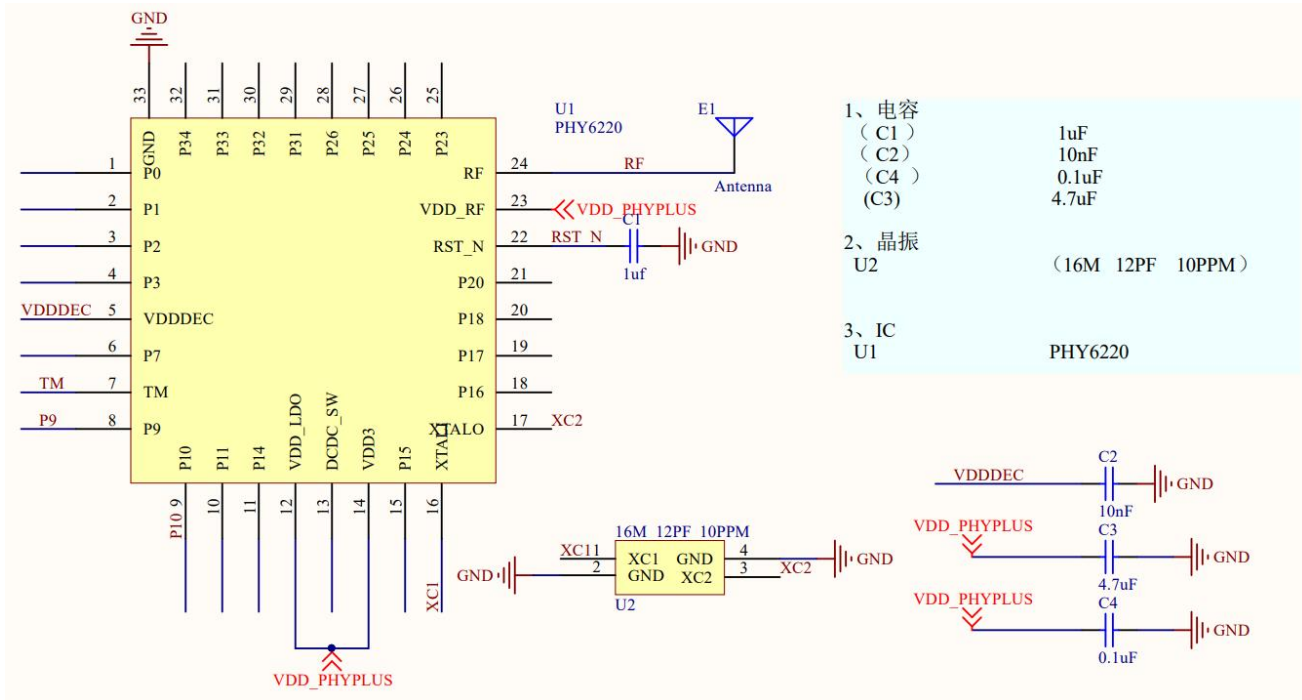 GND
33
32
31
30
29
28
27
26
25
GND
P34
P33
P32
P31
P26
P25
P24
P23
U1
PHY6220
E1
Antenna
1 P0
2 P1
3 P2
4 P3
VDDDEC 5 VDDDEC
6 P7
TM 7 TM
P9 8 P9
RF 24 RF
VDD_RF 23 VDD_PHYPLUS
RST_N 22 RST_N
C1
1uf
GND
P20 21
P18 20
P17 19
P16 18
XTALO 17 XC2
P10
P11
P14
VDD_LDO
DCDC_SW
VDD3
P15
XTALI
P10 9
10
11
12
13
14
15
16
XC1
VDD_PHYPLUS
1、电容
（ C1 ） 1uF
（ C2） 10nF
（C4 ） 0.1uF
(C3) 4.7uF
2、晶振
U2 （16M 12PF 10PPM）
3、IC
U1 PHY6220
16M 12PF 10PPM
XC1 1 XC1 GND 4 GND
GND 2 GND XC2 3 XC2
U2
C2
VDDDEC GND
10nF
VDD_PHYPLUS C3
GND
4.7uF
VDD_PHYPLUS C4
GND
0.1uF